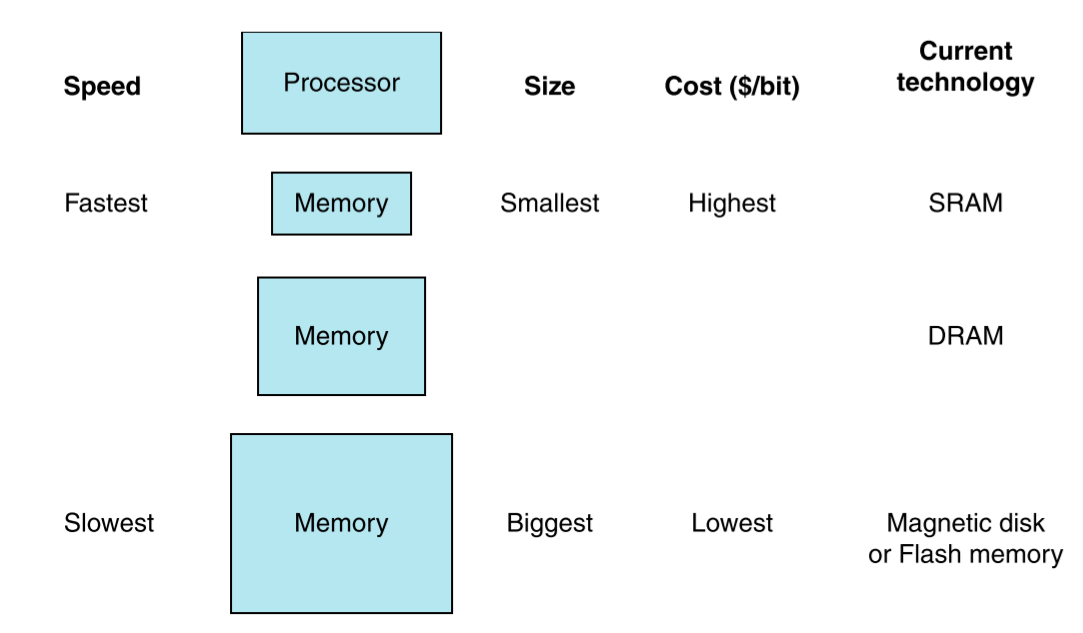 Speed
Processor
Size
Cost ($/bit)
Current
technology
Fastest
Memory
Smallest
Highest
SRAM
Memory
DRAM
Slowest
Memory
Biggest
Lowest
Magnetic disk
or Flash memory